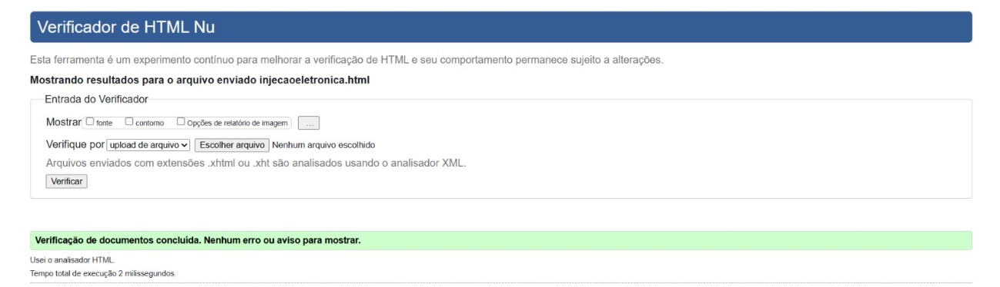 Verificador de HTML Nu
Esta ferramenta é um experimento contínuo para melhorar a verificação de HTML e seu comportamento permanece sujeito a alterações.
Mostrando resultados para o arquivo enviado injecaoeletronica.html
Entrada do Verificador
Mostrar fonte contorno Opções de relatório de imagem ...
Verifique por upload de arquivo Escolher arquivo Nenhum arquivo escolhido
Arquivos enviados com extensões .xhtml ou .xht são analisados usando o analisador XML.
Verificar
Verificação de documentos concluída. Nenhum erro ou aviso para mostrar.
Usei o analisador HTML.
Tempo total de execução 2 milissegundos.